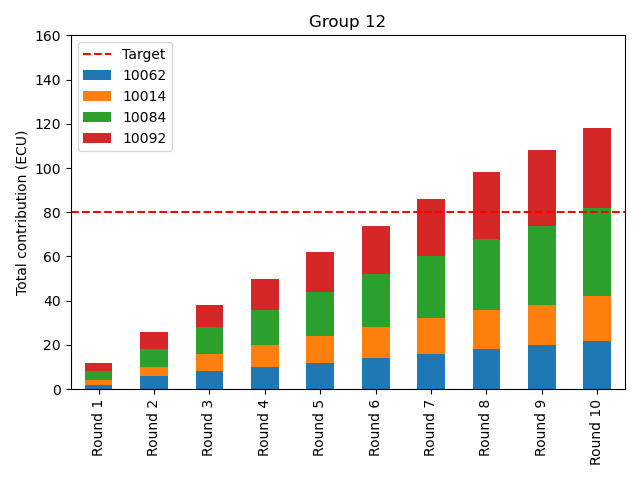 Group 12
160
140
120
100
80
60
40
20
0
Total contribution (ECU)
Target
10062
10014
10084
10092
Round 1
Round 2
Round 3
Round 4
Round 5
Round 6
Round 7
Round 8
Round 9
Round 10